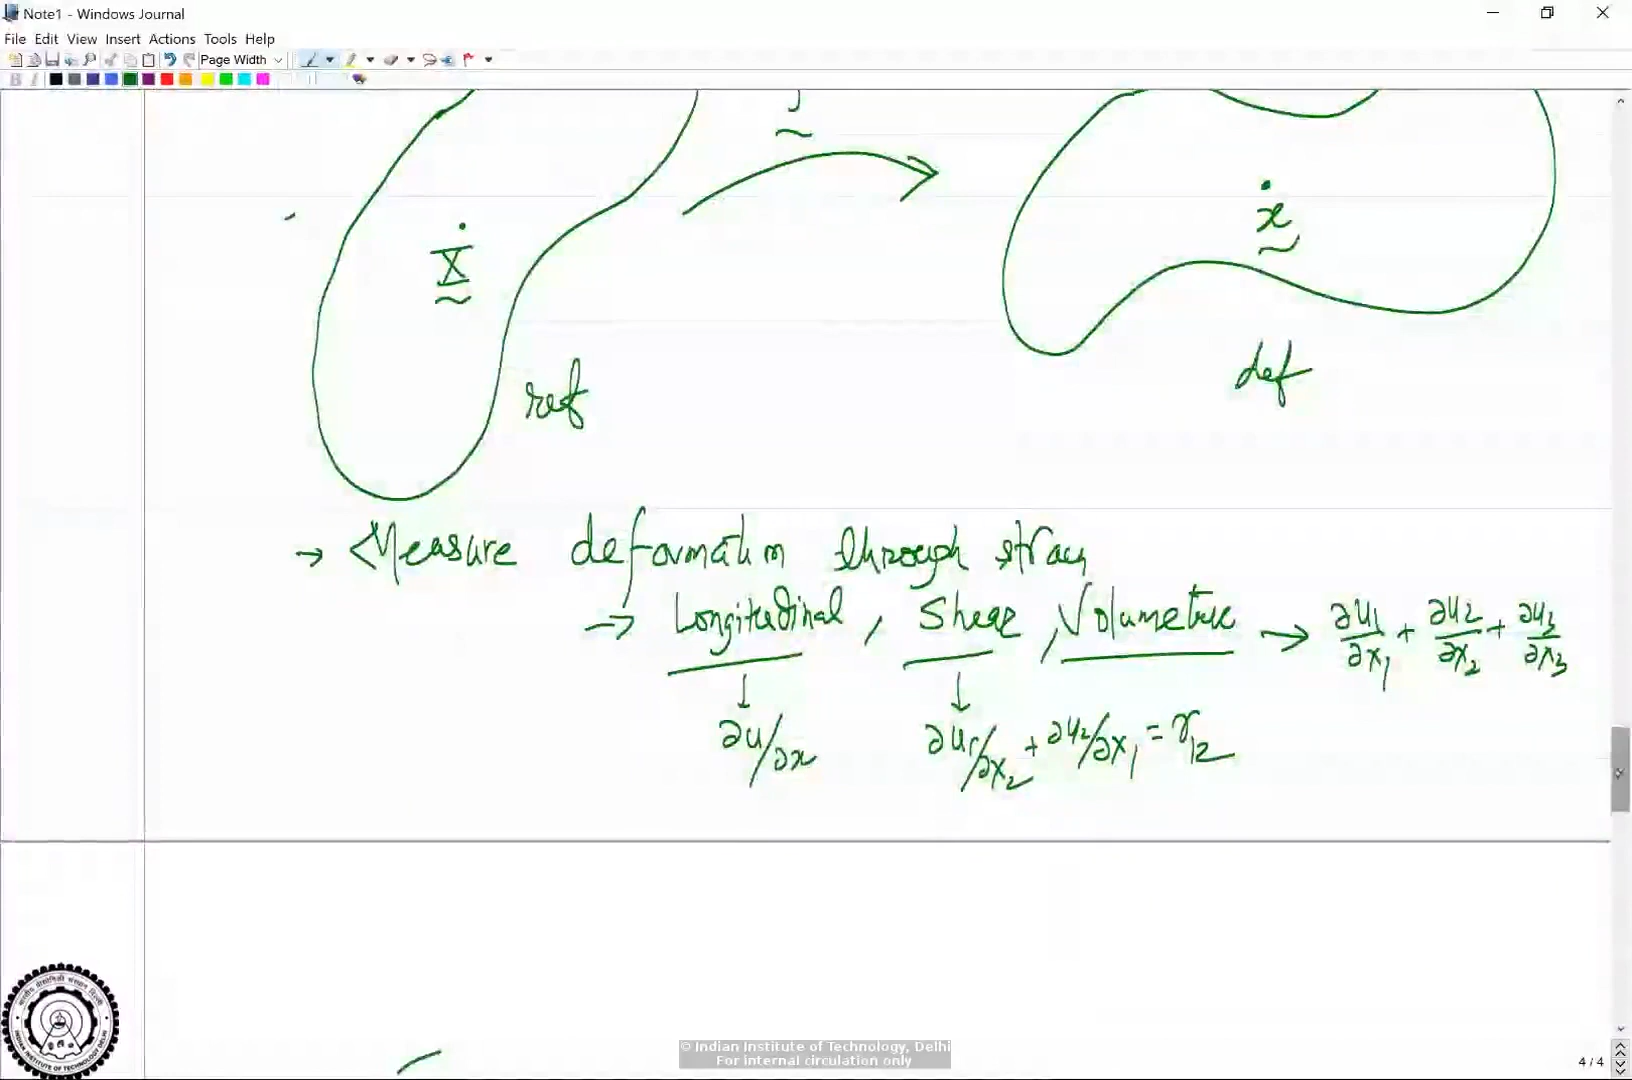 Note1 - Windows Journal
File Edit View Insert Actions Tools Help
Page Width
X
x
ref
def
→ Measure deformation through strain
→ Longitudinal, Shear, Volumetric → ∂u1/∂x1 + ∂u2/∂x2 + ∂u3/∂x3
∂u/∂x
∂u1/∂x2 + ∂u2/∂x1 = γ12
© Indian Institute of Technology, Delhi
For internal circulation only
4 / 4